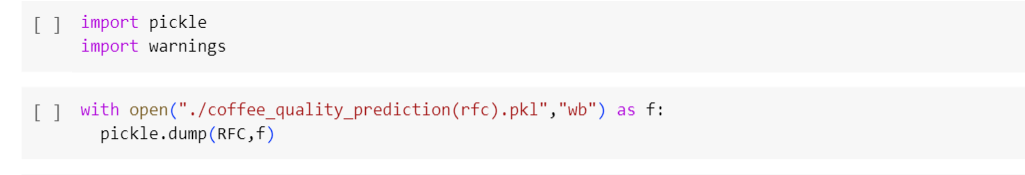 [ ] import pickle
import warnings
[ ] with open("./coffee_quality_prediction(rfc).pkl","wb") as f:
pickle.dump(RFC,f)